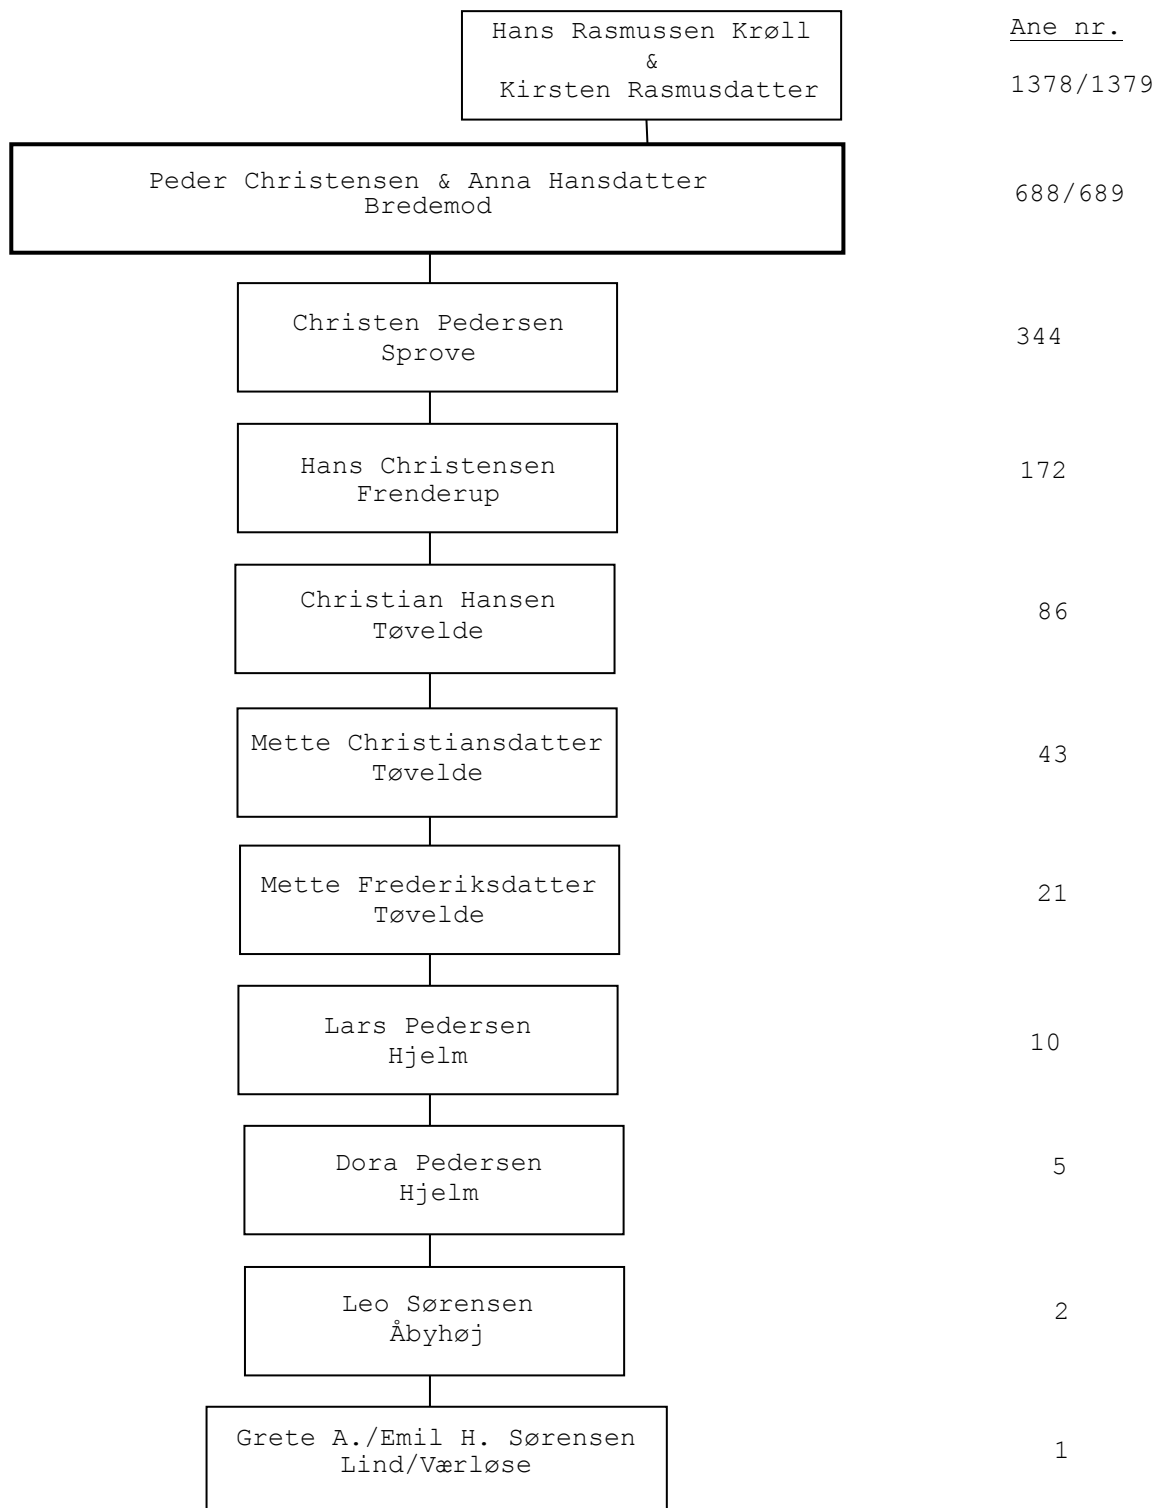 Hans Rasmussen Krøll
&
Kirsten Rasmusdatter
Ane nr.
1378/1379
Peder Christensen & Anna Hansdatter
Bredemod
688/689
Christen Pedersen
Sprove
344
Hans Christensen
Frenderup
172
Christian Hansen
Tøvelde
86
Mette Christiansdatter
Tøvelde
43
Mette Frederiksdatter
Tøvelde
21
Lars Pedersen
Hjelm
10
Dora Pedersen
Hjelm
5
Leo Sørensen
Åbyhøj
2
Grete A./Emil H. Sørensen
Lind/Værløse
1